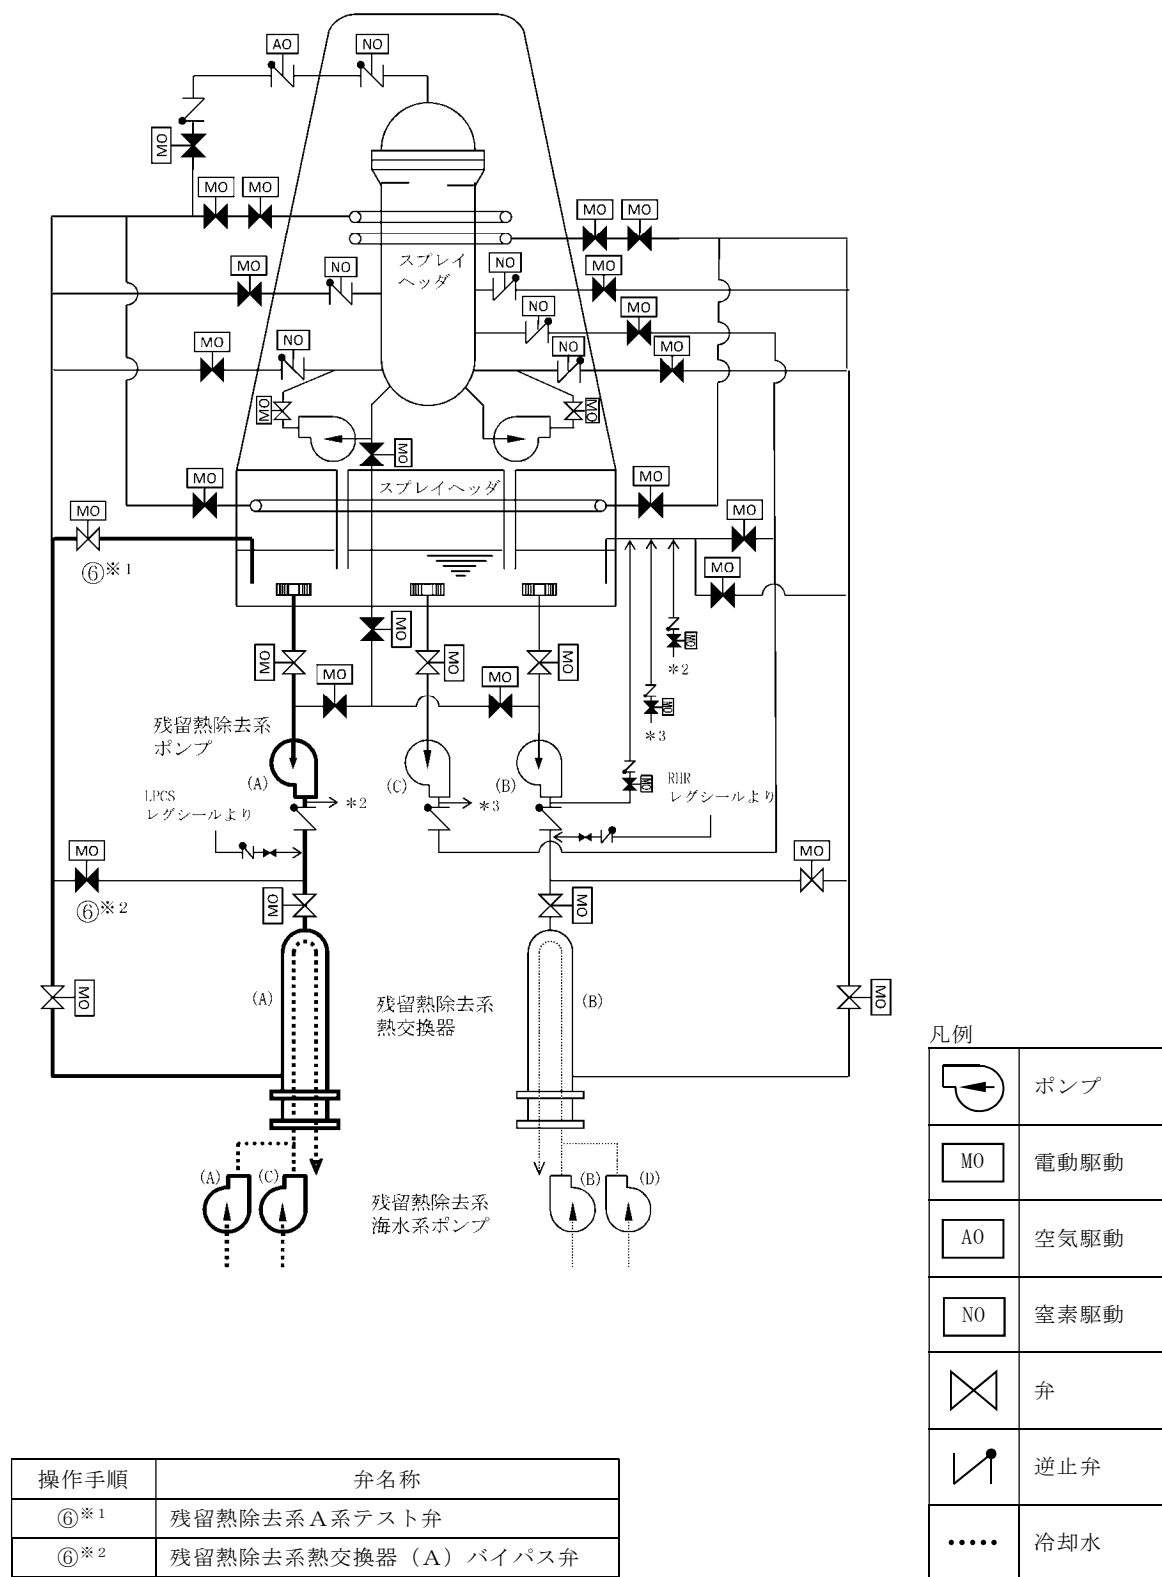 AO
NO
MO
MO
MO
MO
MO
スプレイ
ヘッダ
MO
NO
NO
MO
NO
MO
MO
NO
NO
MO
MO
MO
MO
MO
スプレイヘッダ
MO
MO
MO
⑥※1
MO
MO
MO
MO
MO
MO
*2
MO
MO
MO
*3
残留熱除去系
ポンプ
(A)
(C)
(B)
MO
RHR
レグシールより
LPCS
レグシールより
*2
*3
MO
MO
⑥※2
MO
MO
MO
(A)
残留熱除去系
熱交換器
(B)
MO
(A)
(C)
残留熱除去系
海水系ポンプ
(B)
(D)
凡例
ポンプ
MO 電動駆動
AO 空気駆動
NO 窒素駆動
弁
逆止弁
冷却水
操作手順 弁名称
⑥※1 残留熱除去系A系テスト弁
⑥※2 残留熱除去系熱交換器（A）バイパス弁